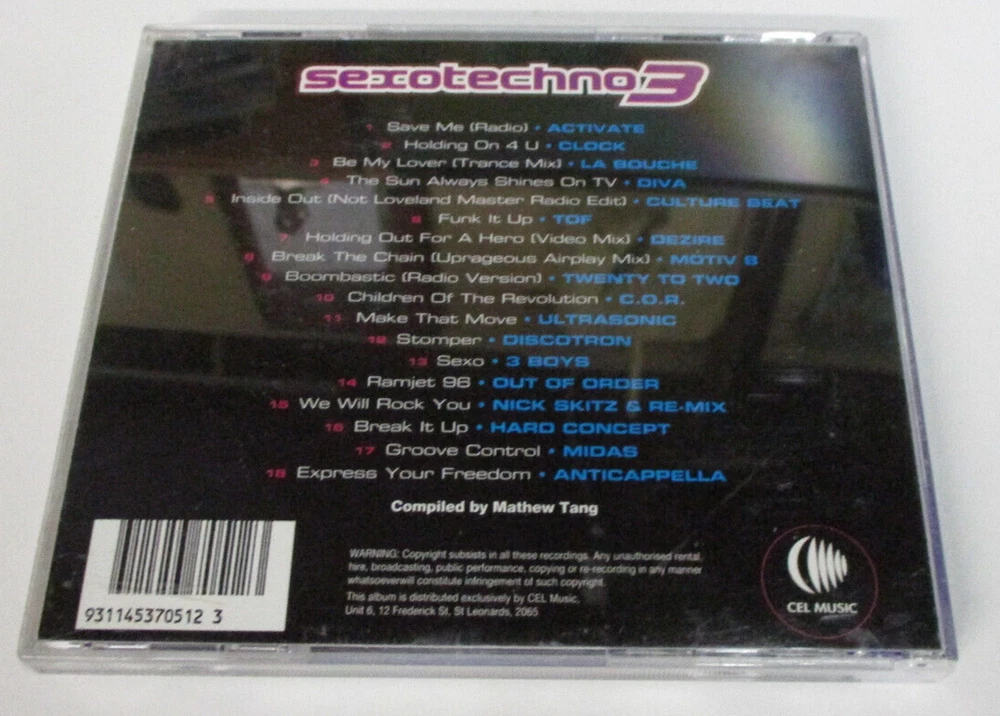 sexotechno3
1 Save Me (Radio) • ACTIVATE
2 Holding On 4 U • CLOCK
3 Be My Lover (Trance Mix) • LA BOUCHE
4 The Sun Always Shines On TV • DIVA
5 Inside Out (Not Loveland Master Radio Edit) • CULTURE BEAT
6 Funk It Up • TOF
7 Holding Out For A Hero (Video Mix) • DEZIRE
8 Break The Chain (Uprageous Airplay Mix) • MOTIV 8
9 Boombastic (Radio Version) • TWENTY TO TWO
10 Children Of The Revolution • C.O.R.
11 Make That Move • ULTRASONIC
12 Stomper • DISCOTRON
13 Sexo • 3 BOYS
14 Ramjet 96 • OUT OF ORDER
15 We Will Rock You • NICK SKITZ & RE-MIX
16 Break It Up • HARD CONCEPT
17 Groove Control • MIDAS
18 Express Your Freedom • ANTICAPPELLA
Compiled by Mathew Tang
WARNING: Copyright subsists in all these recordings. Any unauthorised rental,
hire, broadcasting, public performance, copying or re-recording in any manner
whatsoeverwill constitute infringement of such copyright.
This album is distributed exclusively by CEL Music,
Unit 6, 12 Frederick St, St Leonards, 2065
931145370512 3
CEL MUSIC